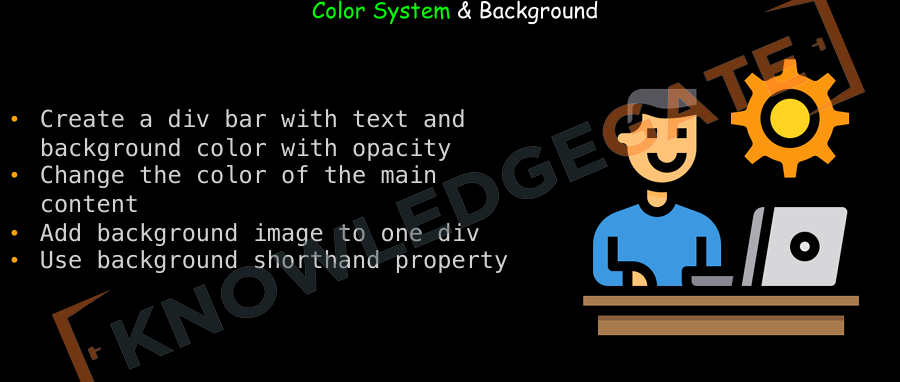 Color System & Background
• Create a div bar with text and
background color with opacity
• Change the color of the main
content
• Add background image to one div
• Use background shorthand property
KNOWLEDGEGATE